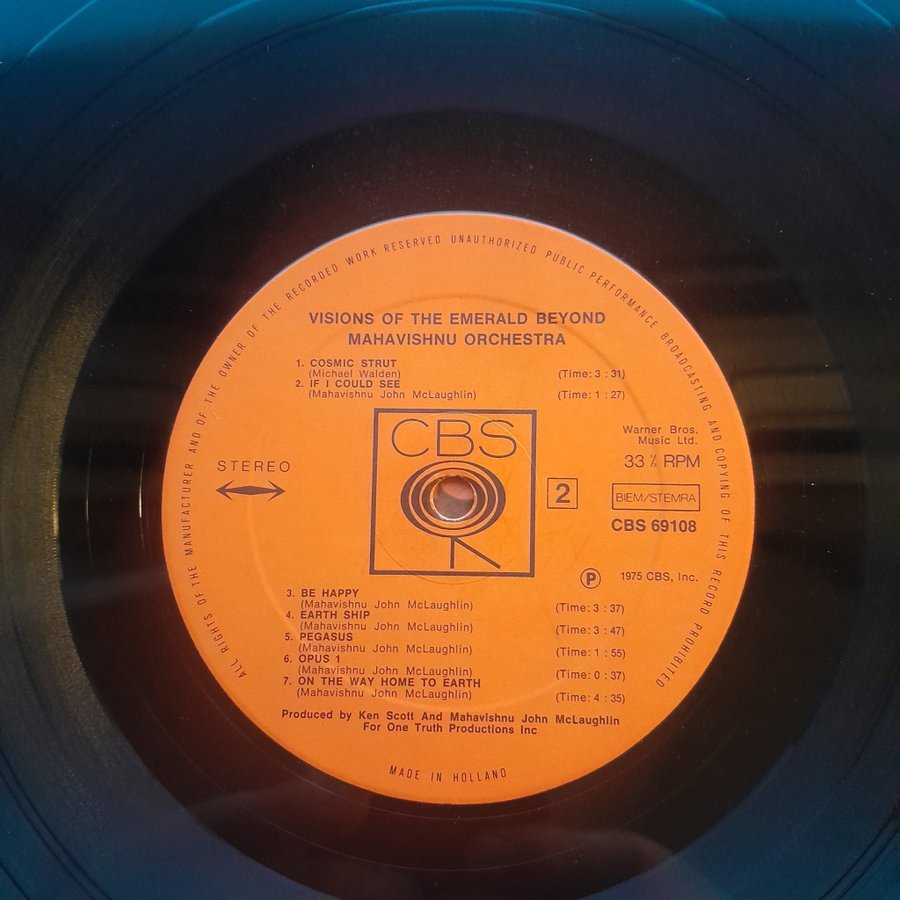 ALL RIGHTS OF THE MANUFACTURER AND OF THE OWNER OF THE RECORDED WORK RESERVED UNAUTHORIZED PUBLIC PERFORMANCE BROADCASTING AND COPYING OF THIS RECORD PROHIBITED
VISIONS OF THE EMERALD BEYOND
MAHAVISHNU ORCHESTRA
1. COSMIC STRUT
(Michael Walden) (Time: 3 : 31)
2. IF I COULD SEE
(Mahavishnu John McLaughlin) (Time: 1 : 27)
CBS
STEREO
2
Warner Bros.
Music Ltd.
33 ⅓ RPM
BIEM/STEMRA
CBS 69108
Ⓟ 1975 CBS, Inc.
3. BE HAPPY
(Mahavishnu John McLaughlin) (Time: 3 : 37)
4. EARTH SHIP
(Mahavishnu John McLaughlin) (Time: 3 : 47)
5. PEGASUS
(Mahavishnu John McLaughlin) (Time: 1 : 55)
6. OPUS 1
(Mahavishnu John McLaughlin) (Time: 0 : 37)
7. ON THE WAY HOME TO EARTH
(Mahavishnu John McLaughlin) (Time: 4 : 35)
Produced by Ken Scott And Mahavishnu John McLaughlin
For One Truth Productions Inc
MADE IN HOLLAND